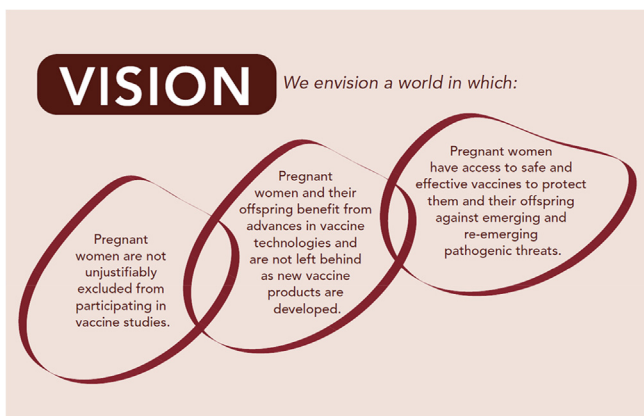 VISION
We envision a world in which:
Pregnant
women are not
unjustifiably
excluded from
participating in
vaccine studies.
Pregnant
women and their
offspring benefit from
advances in vaccine
technologies and
are not left behind
as new vaccine
products are
developed.
Pregnant women
have access to safe and
effective vaccines to protect
them and their offspring
against emerging and
re-emerging
pathogenic threats.